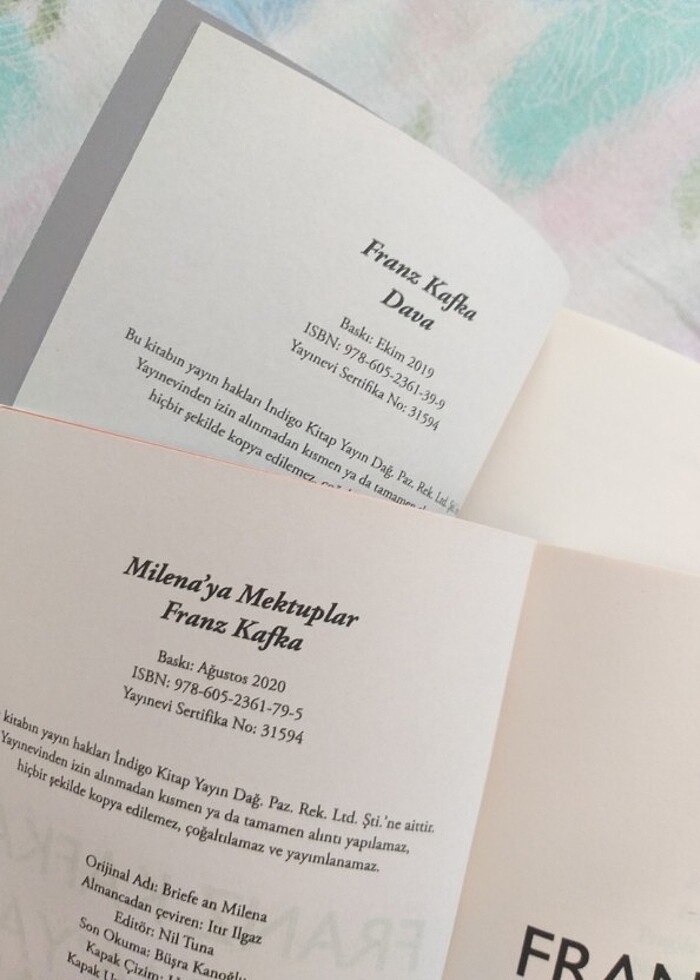 Franz Kafka
Dava
Baskı: Ekim 2019
ISBN: 978-605-2361-39-9
Yayınevi Sertifika No: 31594
Bu kitabın yayın hakları İndigo Kitap Yayın Dağ. Paz. Rek. Ltd. Şti.'
Yayınevinden izin alınmadan kısmen ya da tamamen
hiçbir şekilde kopya edilemez,
Milena'ya Mektuplar
Franz Kafka
Baskı: Ağustos 2020
ISBN: 978-605-2361-79-5
Yayınevi Sertifika No: 31594
kitabın yayın hakları İndigo Kitap Yayın Dağ. Paz. Rek. Ltd. Şti.'ne aittir.
Yayınevinden izin alınmadan kısmen ya da tamamen alıntı yapılamaz,
hiçbir şekilde kopya edilemez, çoğaltılamaz ve yayımlanamaz.
Orijinal Adı: Briefe an Milena
Almancadan çeviren: Itır Ilgaz
Editör: Nil Tuna
Son Okuma: Büşra Kanoğlu
Kapak Çizim:
Kapak
FRAN